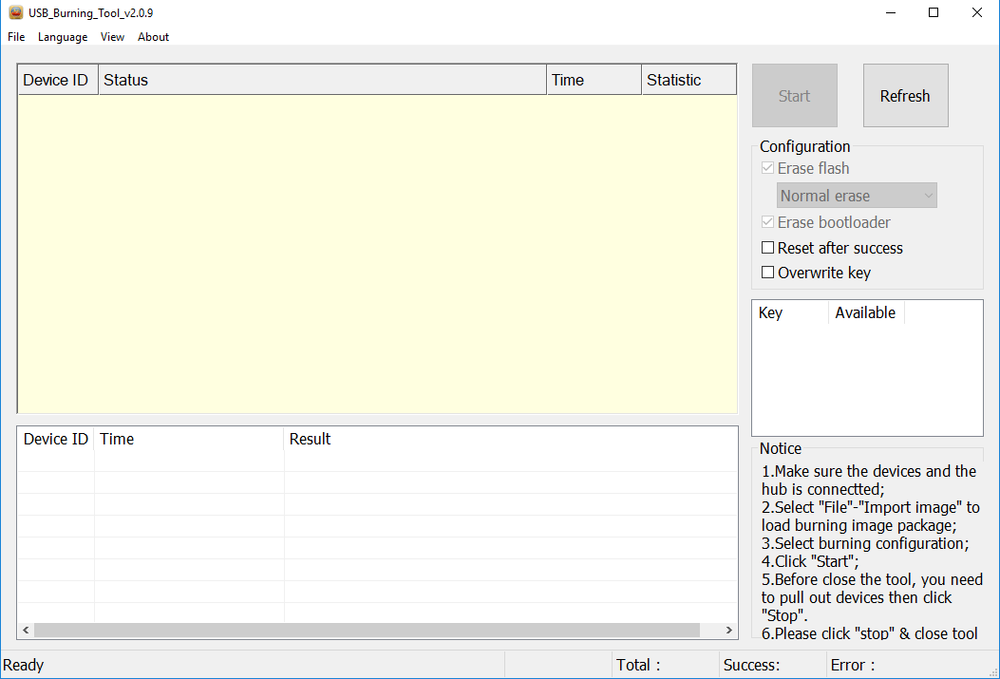 USB_Burning_Tool_v2.0.9
File Language View About
Device ID Status Time Statistic
Start Refresh
Configuration
Erase flash
Normal erase
Erase bootloader
Reset after success
Overwrite key
Key Available
Device ID Time Result
Notice
1.Make sure the devices and the
hub is connectted;
2.Select "File"-"Import image" to
load burning image package;
3.Select burning configuration;
4.Click "Start";
5.Before close the tool, you need
to pull out devices then click
"Stop".
6.Please click "stop" & close tool
Ready Total : Success: Error :